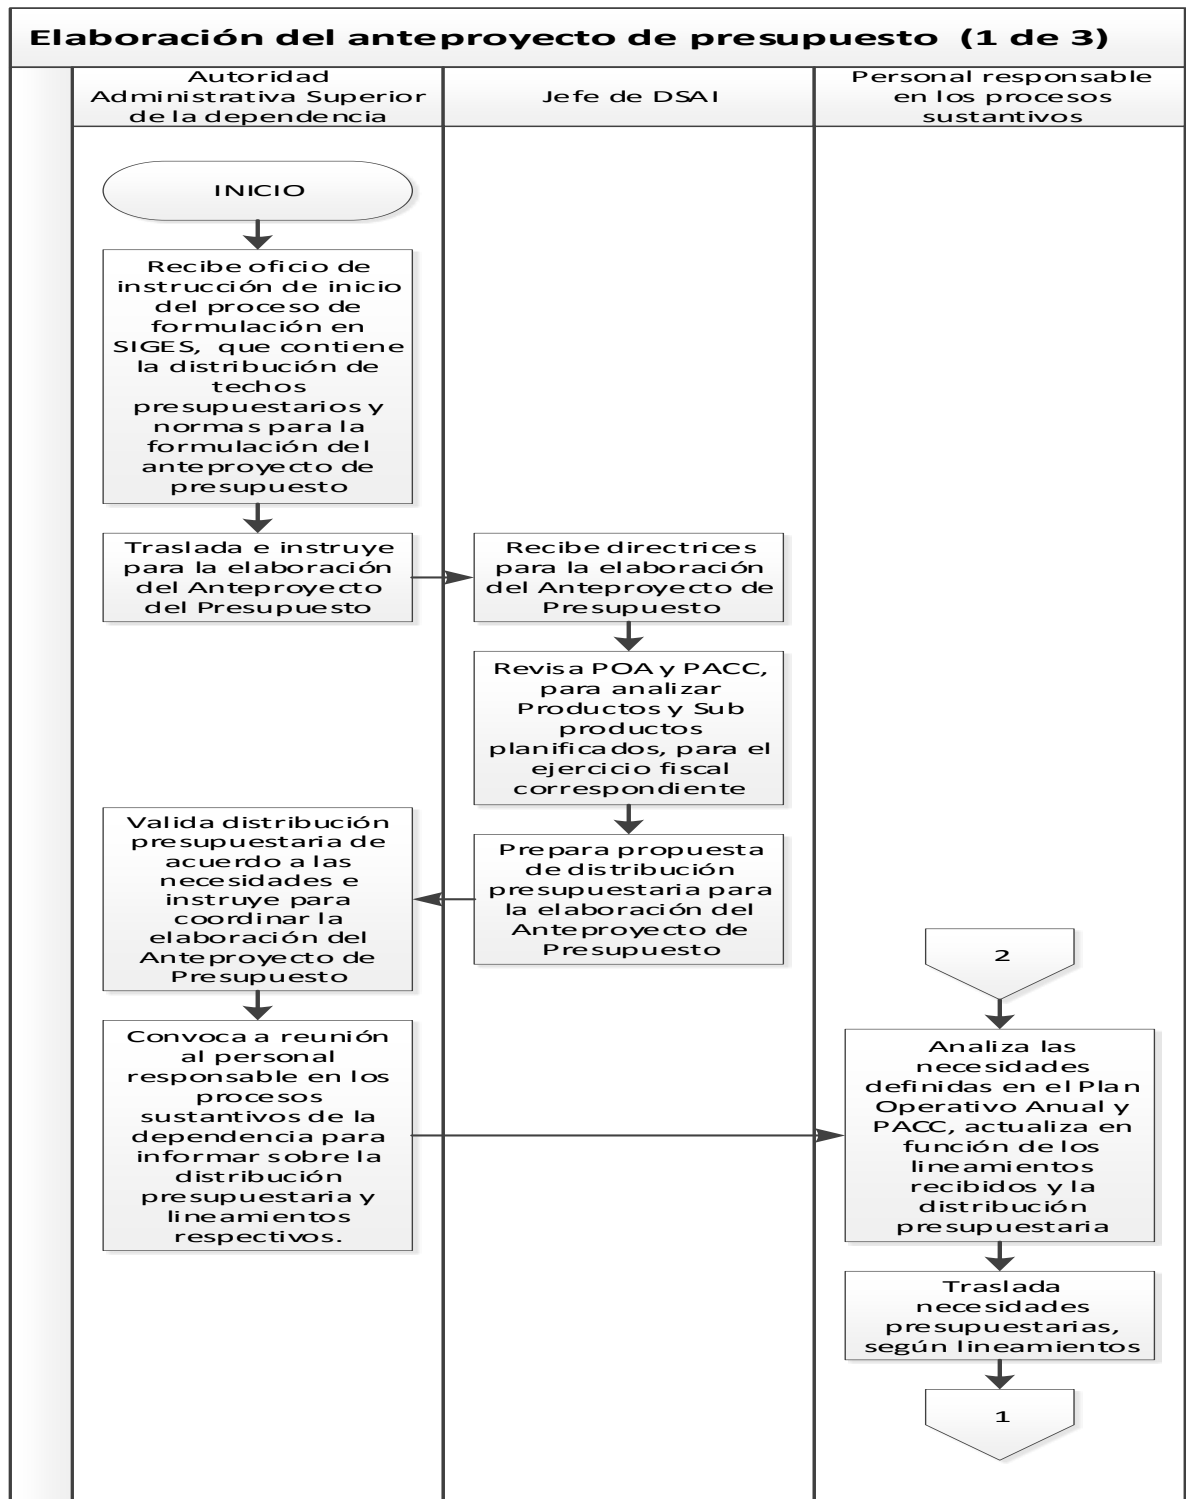 Elaboración del anteproyecto de presupuesto (1 de 3)
Autoridad
Administrativa Superior
de la dependencia
Jefe de DSAI
Personal responsable
en los procesos
sustantivos
INICIO
Recibe oficio de
instrucción de inicio
del proceso de
formulación en
SIGES, que contiene
la distribución de
techos
presupuestarios y
normas para la
formulación del
anteproyecto de
presupuesto
Traslada e instruye
para la elaboración
del Anteproyecto
del Presupuesto
Recibe directrices
para la elaboración
del Anteproyecto de
Presupuesto
Revisa POA y PACC,
para analizar
Productos y Sub
productos
planificados, para el
ejercicio fiscal
correspondiente
Prepara propuesta
de distribución
presupuestaria para
la elaboración del
Anteproyecto de
Presupuesto
Valida distribución
presupuestaria de
acuerdo a las
necesidades e
instruye para
coordinar la
elaboración del
Anteproyecto de
Presupuesto
Convoca a reunión
al personal
responsable en los
procesos
sustantivos de la
dependencia para
informar sobre la
distribución
presupuestaria y
lineamientos
respectivos.
2
Analiza las
necesidades
definidas en el Plan
Operativo Anual y
PACC, actualiza en
función de los
lineamientos
recibidos y la
distribución
presupuestaria
Traslada
necesidades
presupuestarias,
según lineamientos
1